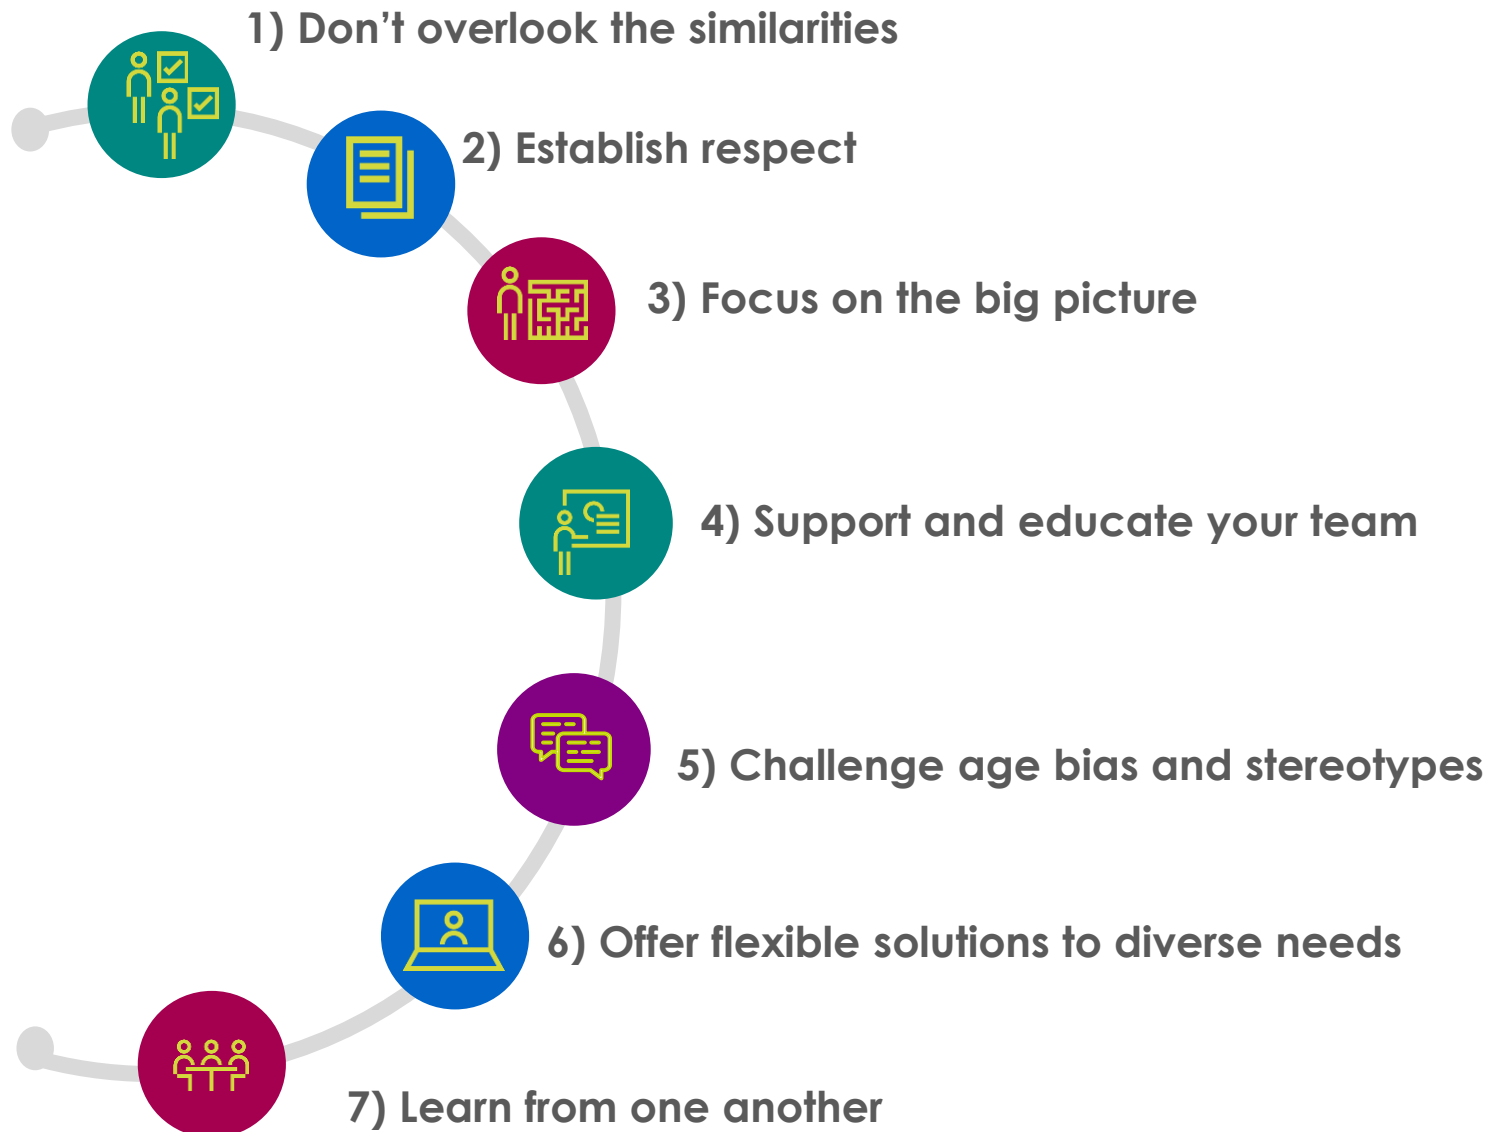 1) Don’t overlook the similarities
2) Establish respect
3) Focus on the big picture
4) Support and educate your team
5) Challenge age bias and stereotypes
6) Offer flexible solutions to diverse needs
7) Learn from one another